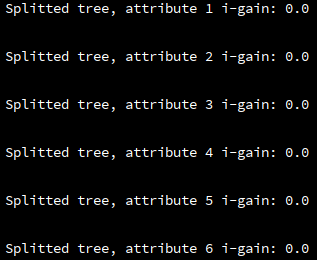 Splitted tree, attribute 1 i-gain: 0.0
Splitted tree, attribute 2 i-gain: 0.0
Splitted tree, attribute 3 i-gain: 0.0
Splitted tree, attribute 4 i-gain: 0.0
Splitted tree, attribute 5 i-gain: 0.0
Splitted tree, attribute 6 i-gain: 0.0